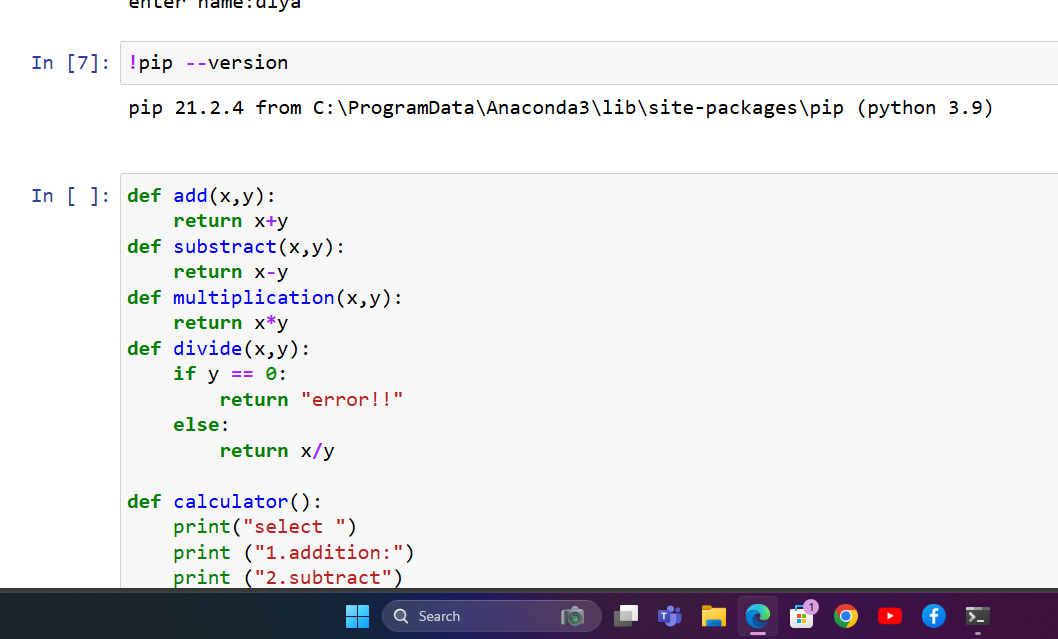 enter name:diya
In [7]: !pip --version
pip 21.2.4 from C:\ProgramData\Anaconda3\lib\site-packages\pip (python 3.9)
In [ ]: def add(x,y):
    return x+y
def substract(x,y):
    return x-y
def multiplication(x,y):
    return x*y
def divide(x,y):
    if y == 0:
        return "error!!"
    else:
        return x/y
def calculator():
    print("select ")
    print ("1.addition:")
    print ("2.subtract")
Search
1